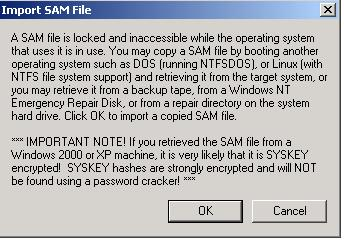 Import SAM File
A SAM file is locked and inaccessible while the operating system
that uses it is in use. You may copy a SAM file by booting another
operating system such as DOS (running NTFSDOS), or Linux (with
NTFS file system support) and retrieving it from the target system, or
you may retrieve it from a backup tape, from a Windows NT
Emergency Repair Disk, or from a repair directory on the system
hard drive. Click OK to import a copied SAM file.
*** IMPORTANT NOTE! If you retrieved the SAM file from a
Windows 2000 or XP machine, it is very likely that it is SYSKEY
encrypted!  SYSKEY hashes are strongly encrypted and will NOT
be found using a password cracker! ***
OK
Cancel